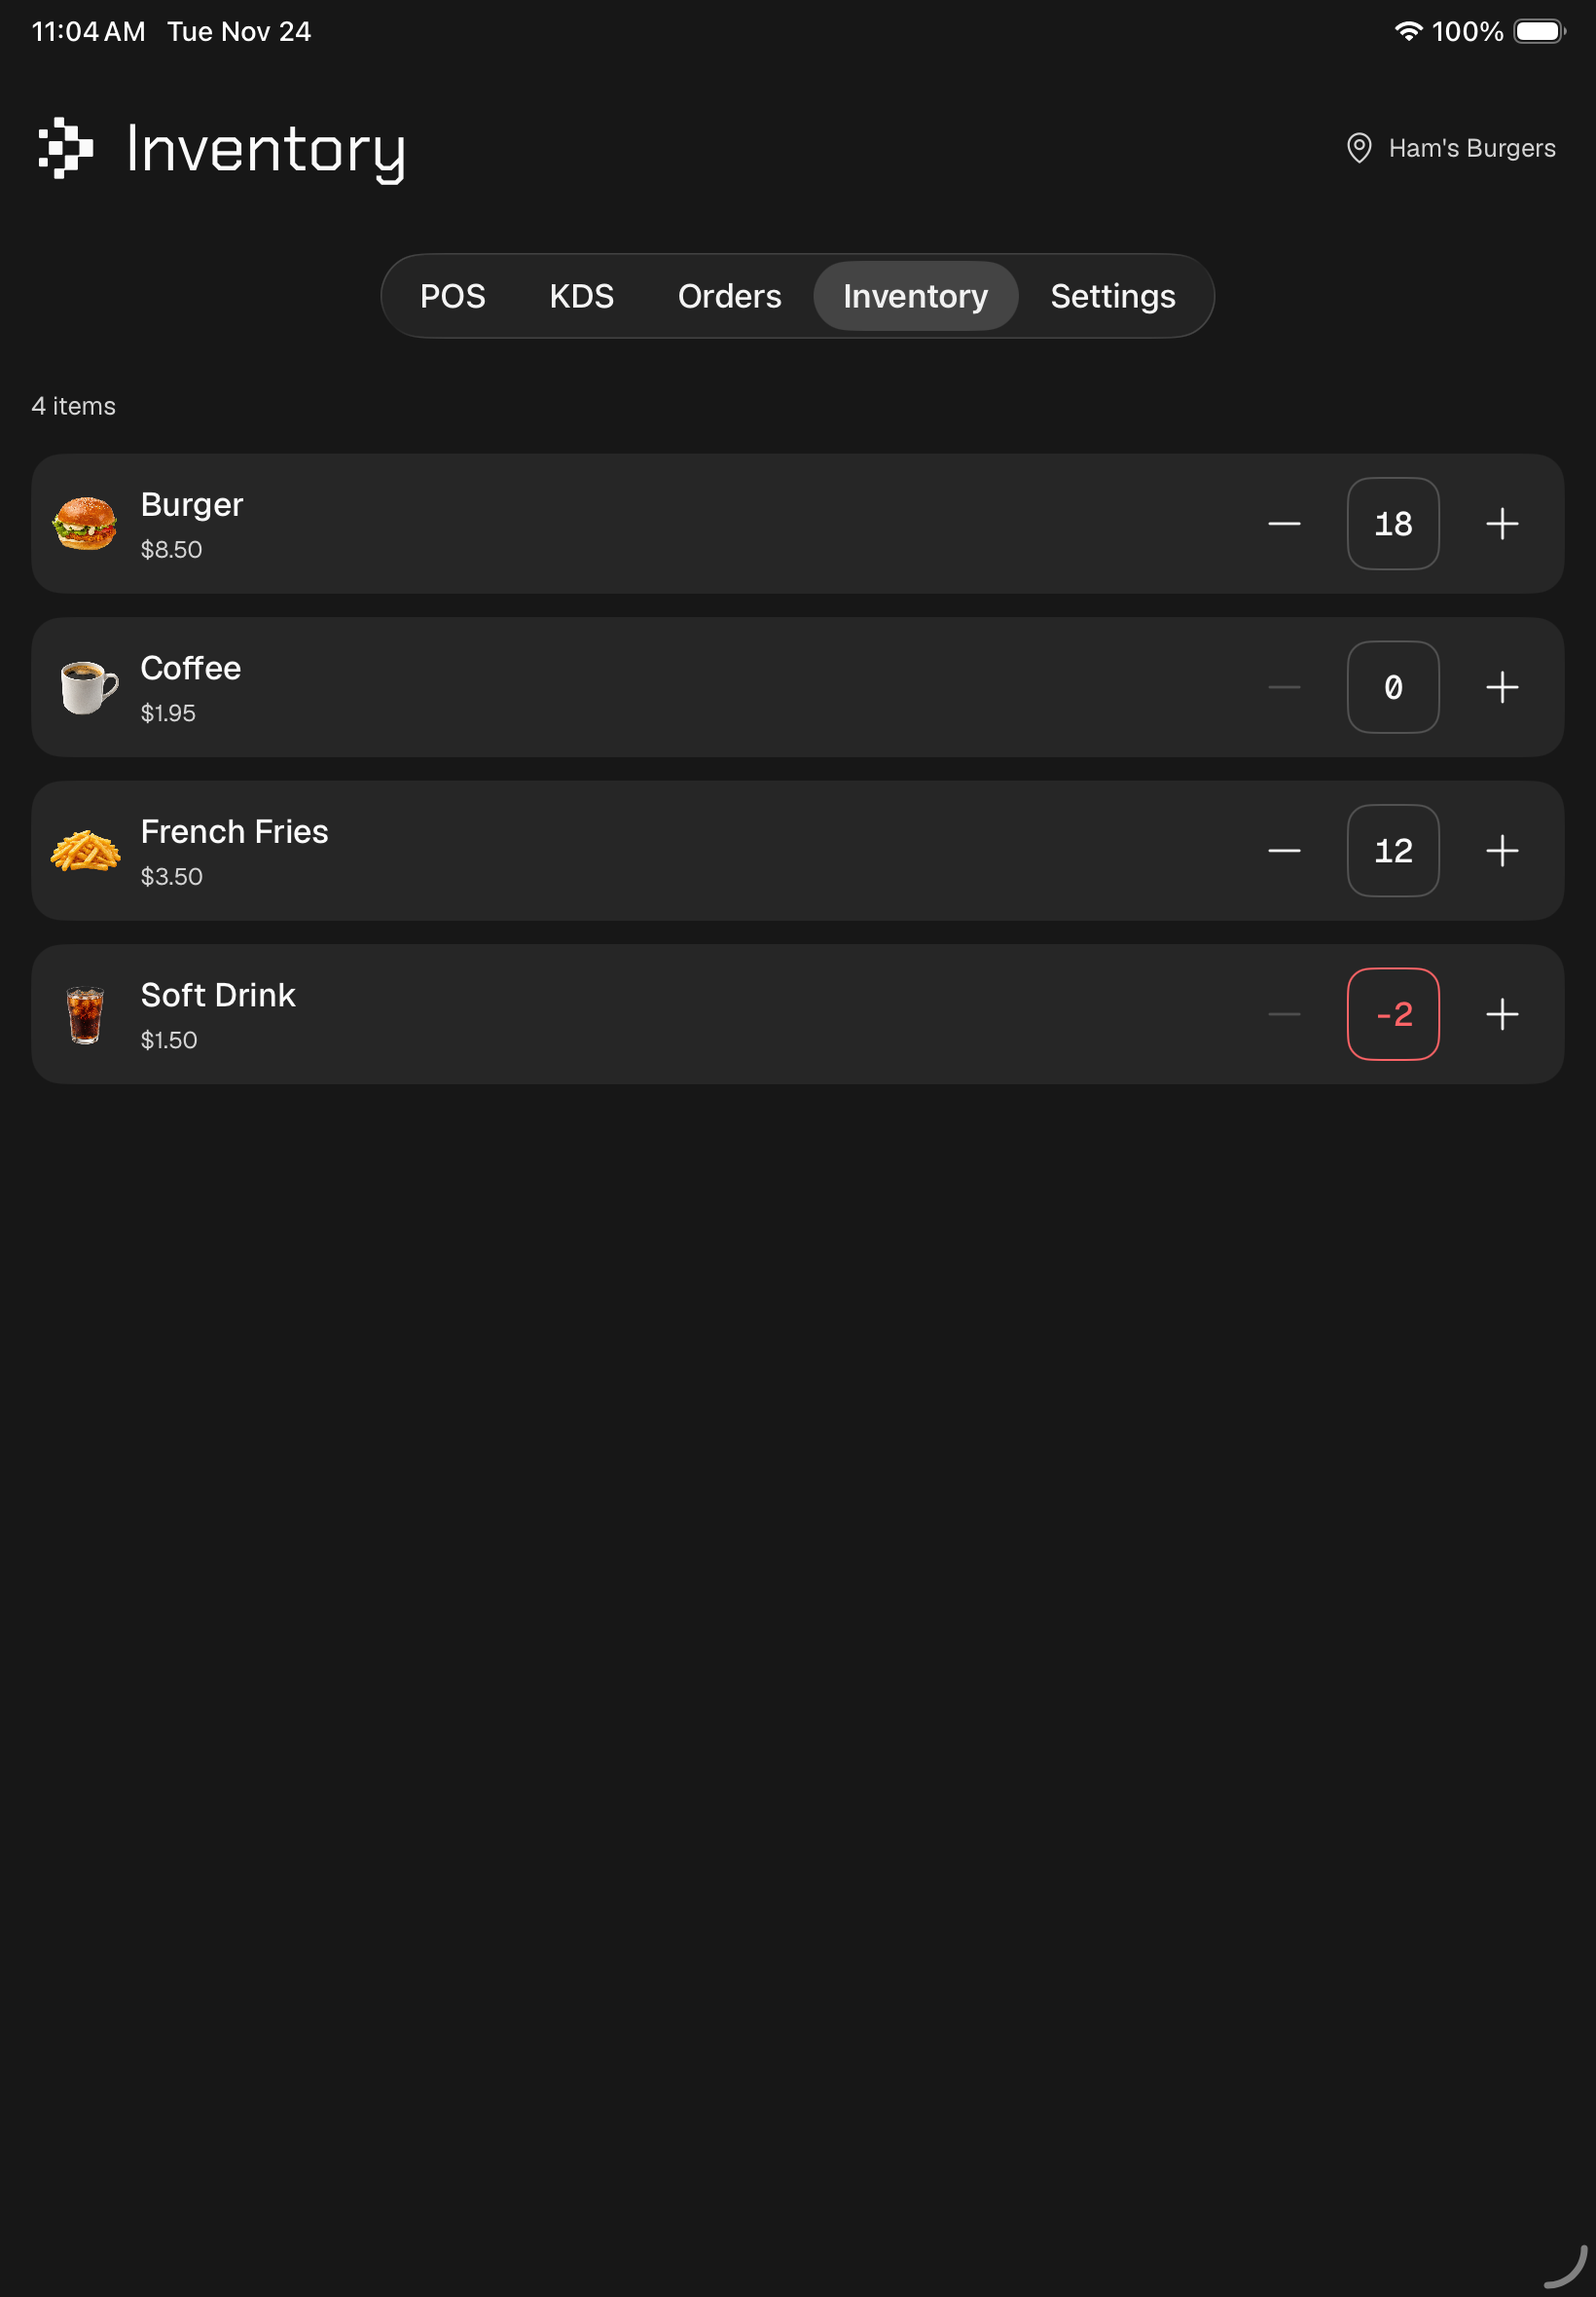 11:04 AM Tue Nov 24
100%
Inventory
Ham's Burgers
POS KDS Orders Inventory Settings
4 items
Burger
$8.50
18
Coffee
$1.95
0
French Fries
$3.50
12
Soft Drink
$1.50
-2